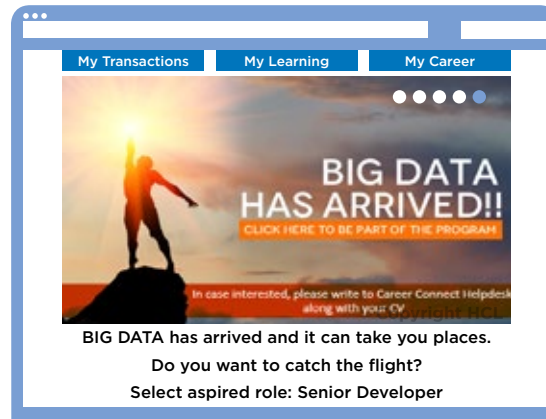 My Transactions
My Learning
My Career
BIG DATA
HAS ARRIVED!!
CLICK HERE TO BE PART OF THE PROGRAM
In case interested, please write to Career Connect Helpdesk
along with your CV
Copyright HCL
BIG DATA has arrived and it can take you places.
Do you want to catch the flight?
Select aspired role: Senior Developer